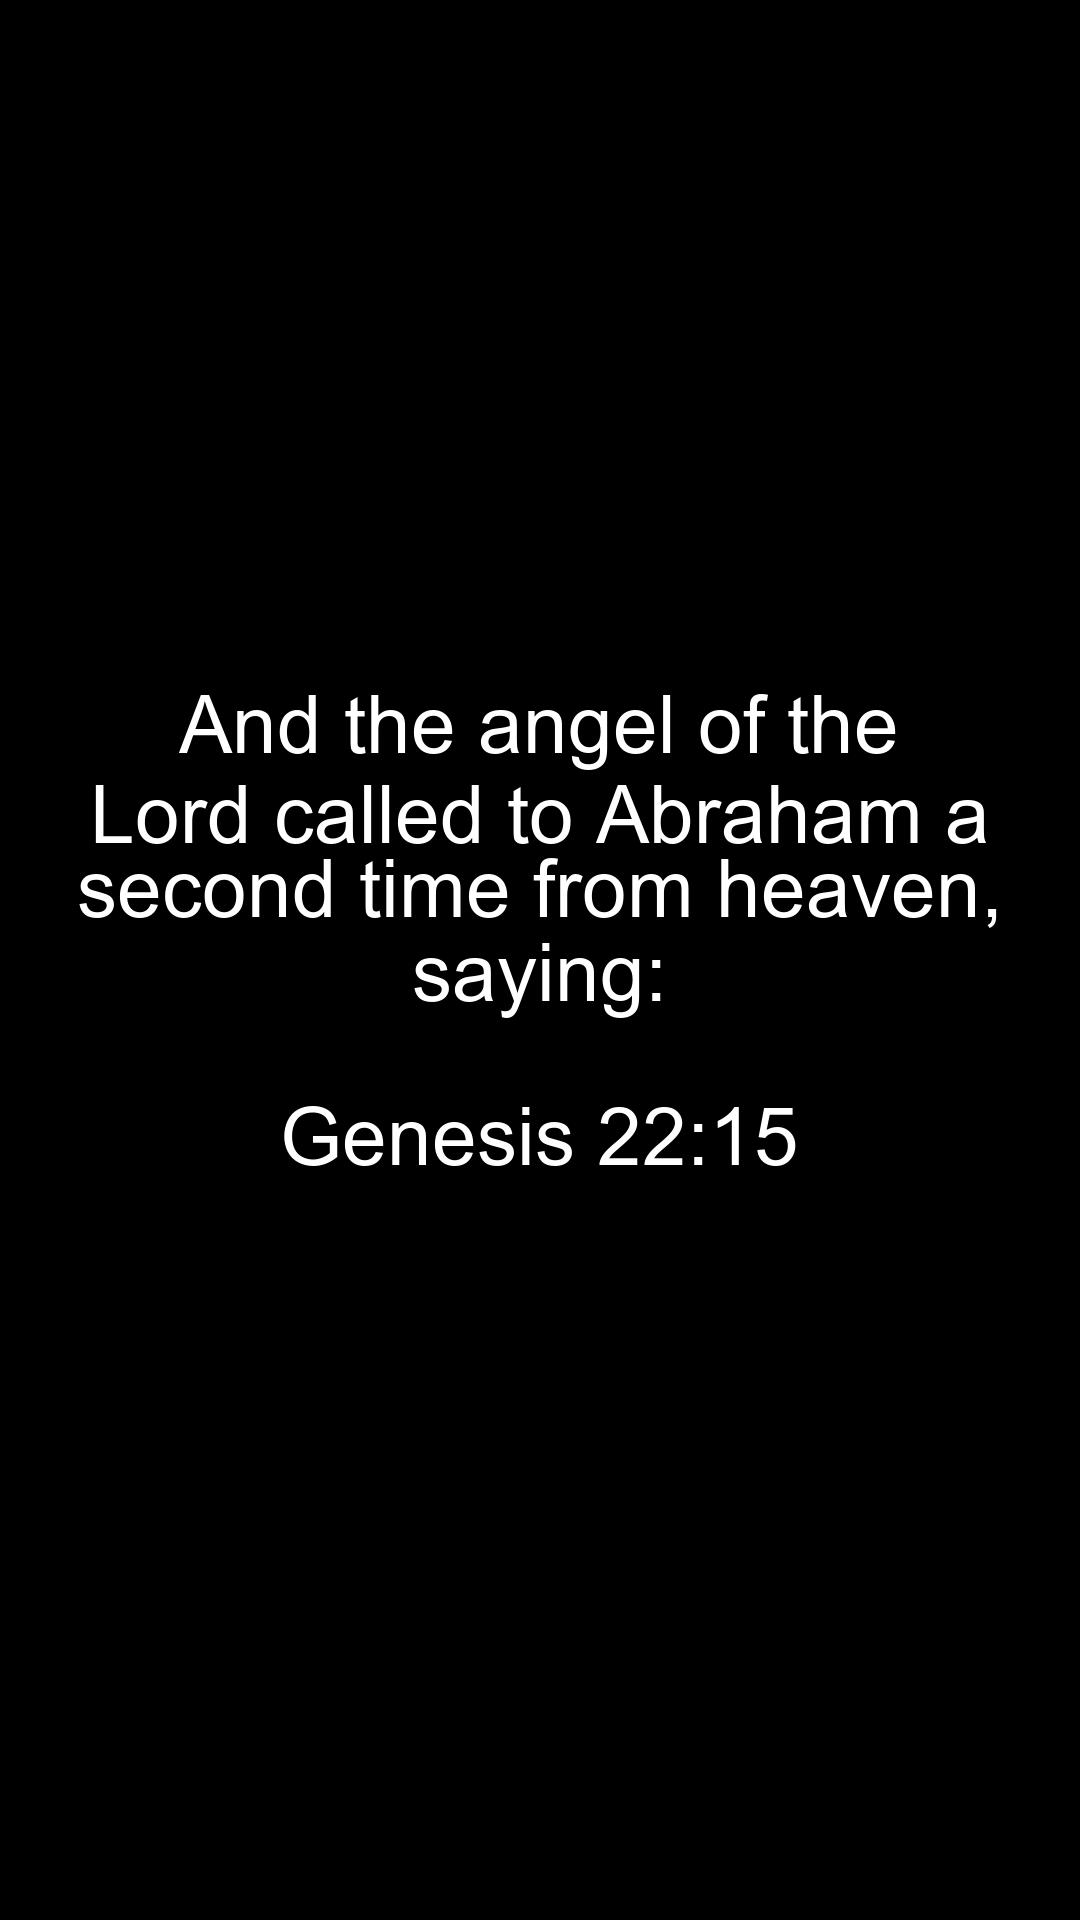 And the angel of the
Lord called to Abraham a
second time from heaven,
saying:
Genesis 22:15